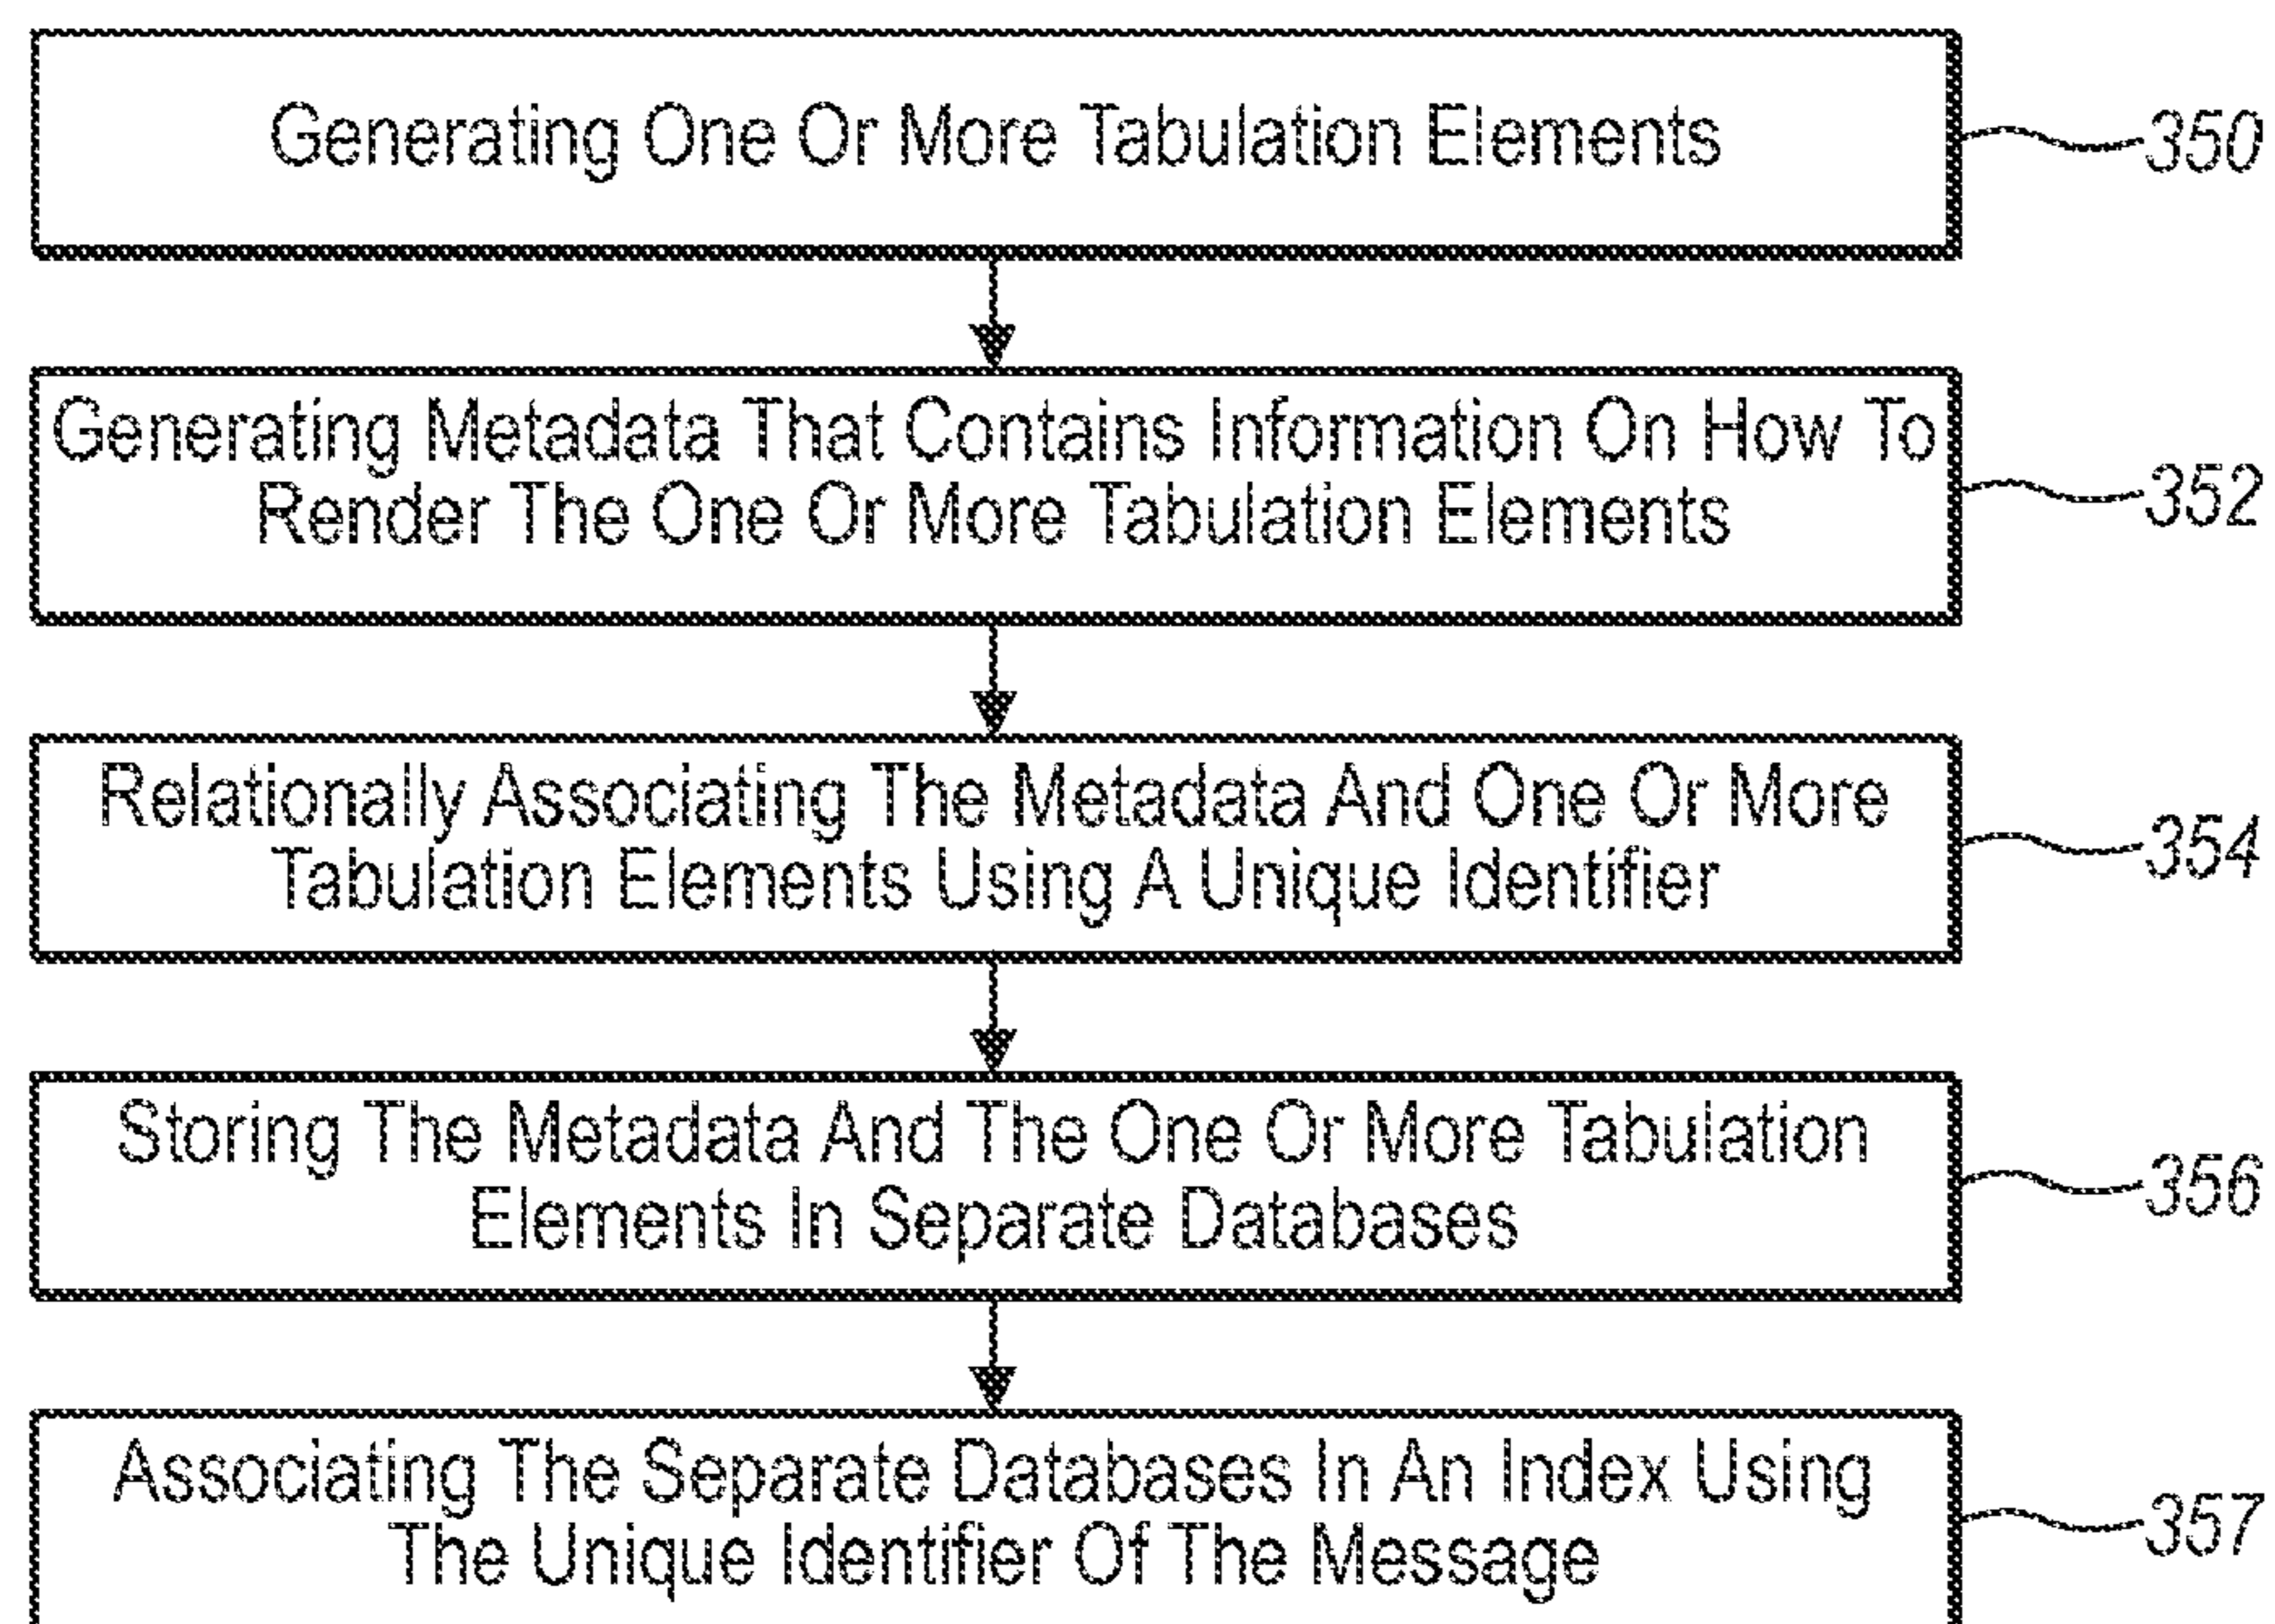 Generating One Or More Tabulation Elements
350
Generating Metadata That Contains Information On How To
Render The One Or More Tabulation Elements
352
Relationally Associating The Metadata And One Or More
Tabulation Elements Using A Unique Identifier
354
Storing The Metadata And The One Or More Tabulation
Elements In Separate Databases
356
Associating The Separate Databases In An Index Using
The Unique Identifier Of The Message
357